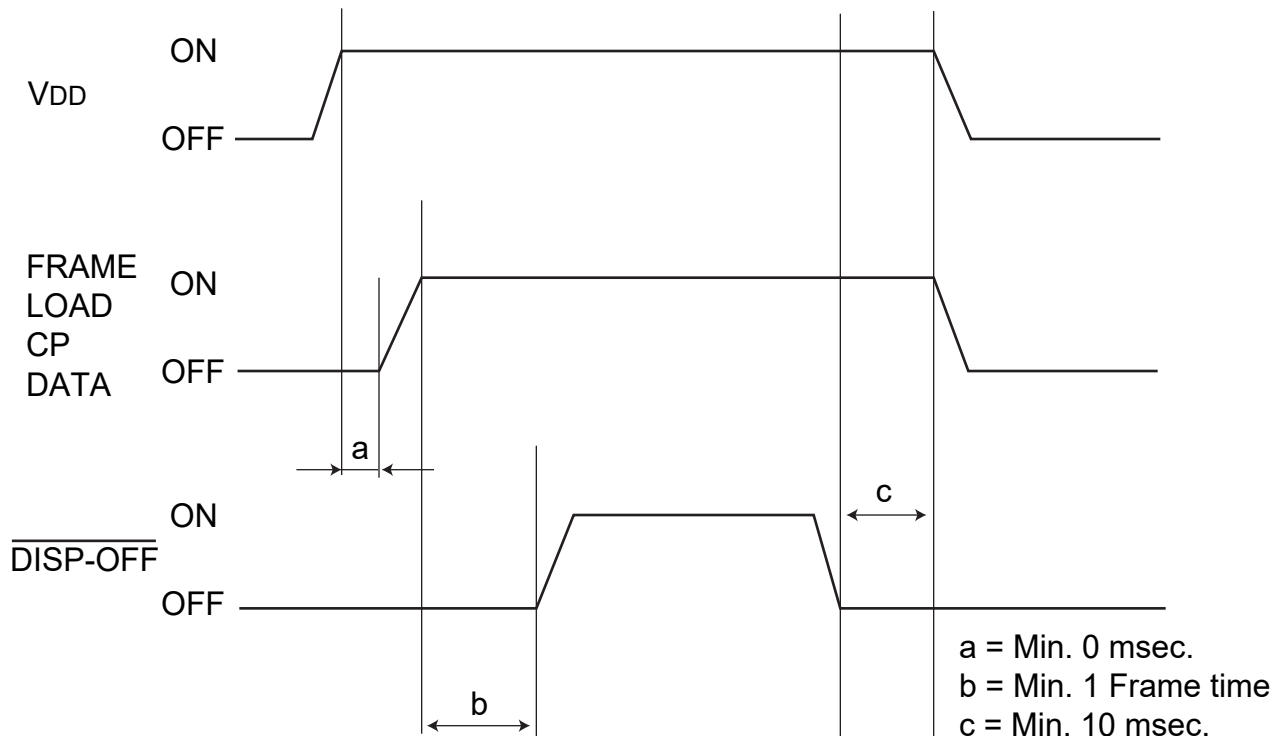 ON
VDD
OFF
FRAME
ON
LOAD
CP
OFF
DATA
a
ON
c
DISP-OFF
OFF
a = Min. 0 msec.
b = Min. 1 Frame time
b
c = Min. 10 msec.